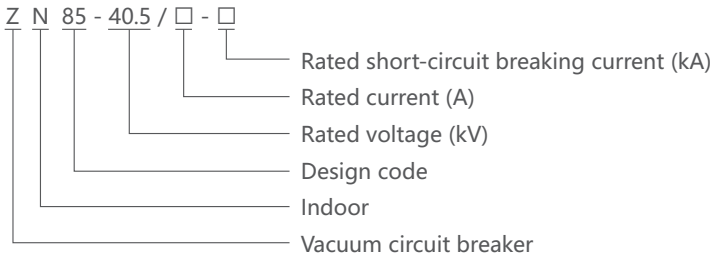 Z N 85 - 40.5 / □ - □
Rated short-circuit breaking current (kA)
Rated current (A)
Rated voltage (kV)
Design code
Indoor
Vacuum circuit breaker